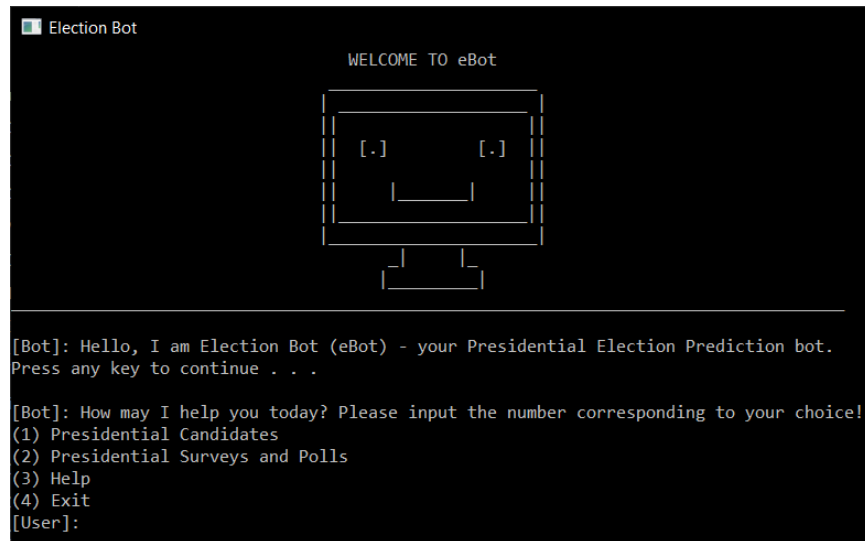 Election Bot
WELCOME TO eBot
[.] [.]
[Bot]: Hello, I am Election Bot (eBot) - your Presidential Election Prediction bot.
Press any key to continue . . .
[Bot]: How may I help you today? Please input the number corresponding to your choice!
(1) Presidential Candidates
(2) Presidential Surveys and Polls
(3) Help
(4) Exit
[User]: